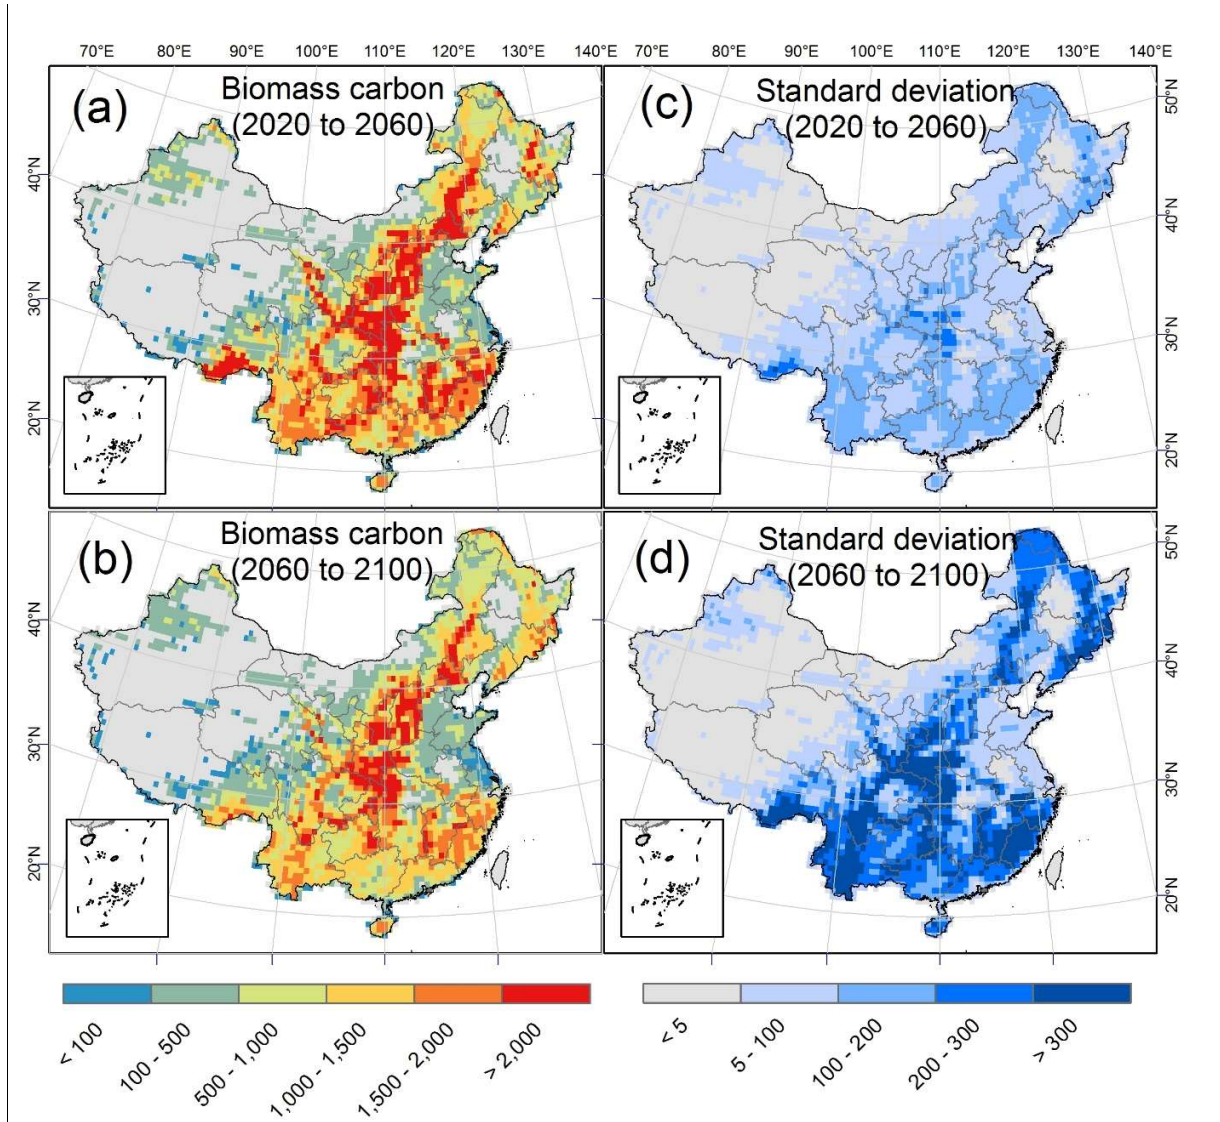 70°E 80°E 90°E 100°E 110°E 120°E 130°E 140°E 70°E 80°E 90°E 100°E 110°E 120°E 130°E 140°E
(a)
Biomass carbon
(2020 to 2060)
(c)
Standard deviation
(2020 to 2060)
40°N
30°N
20°N
50°N
40°N
30°N
20°N
(b)
Biomass carbon
(2060 to 2100)
(d)
Standard deviation
(2060 to 2100)
40°N
30°N
20°N
50°N
40°N
30°N
20°N
< 100
100 - 500
500 - 1,000
1,000 - 1,500
1,500 - 2,000
> 2,000
< 5
5 - 100
100 - 200
200 - 300
> 300